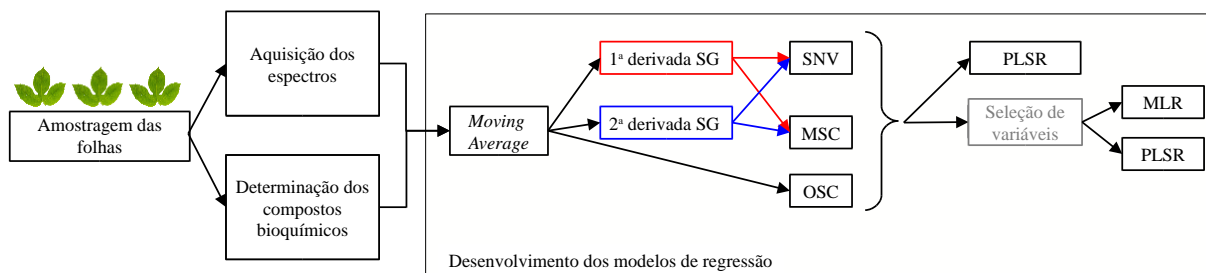 Amostragem das
folhas
Aquisição dos
espectros
Determinação dos
compostos
bioquímicos
Moving
Average
1ª derivada SG
2ª derivada SG
SNV
MSC
OSC
PLSR
Seleção de
variáveis
MLR
PLSR
Desenvolvimento dos modelos de regressão